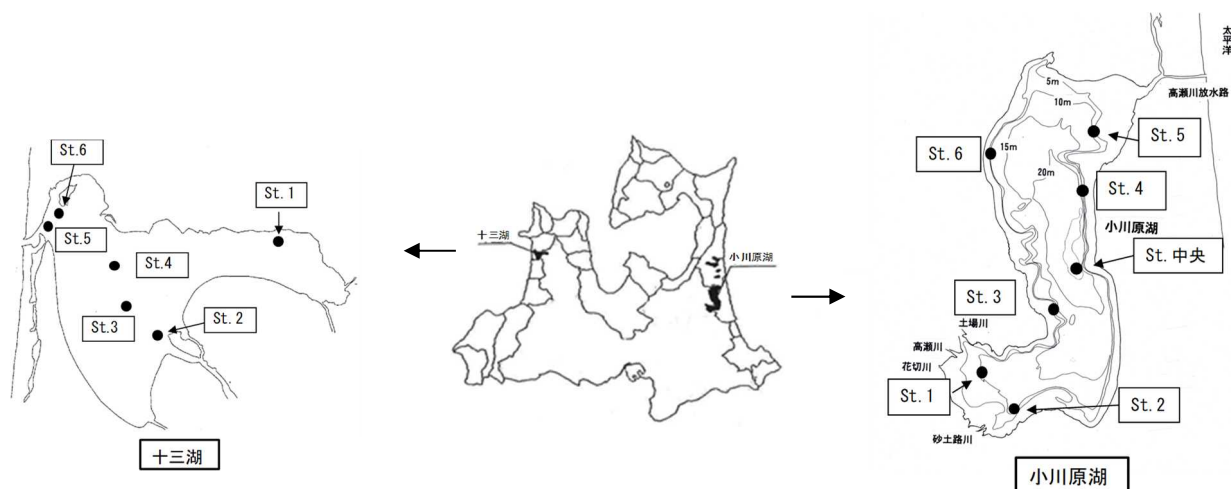 St.6
St.1
St.5
St.4
St.3
St.2
十三湖
十三湖
小川原湖
太平洋
5m
10m
高瀬川放水路
St.5
St.6
15m
20m
St.4
小川原湖
St.中央
St.3
土場川
高瀬川
花切川
St.1
St.2
砂土路川
小川原湖